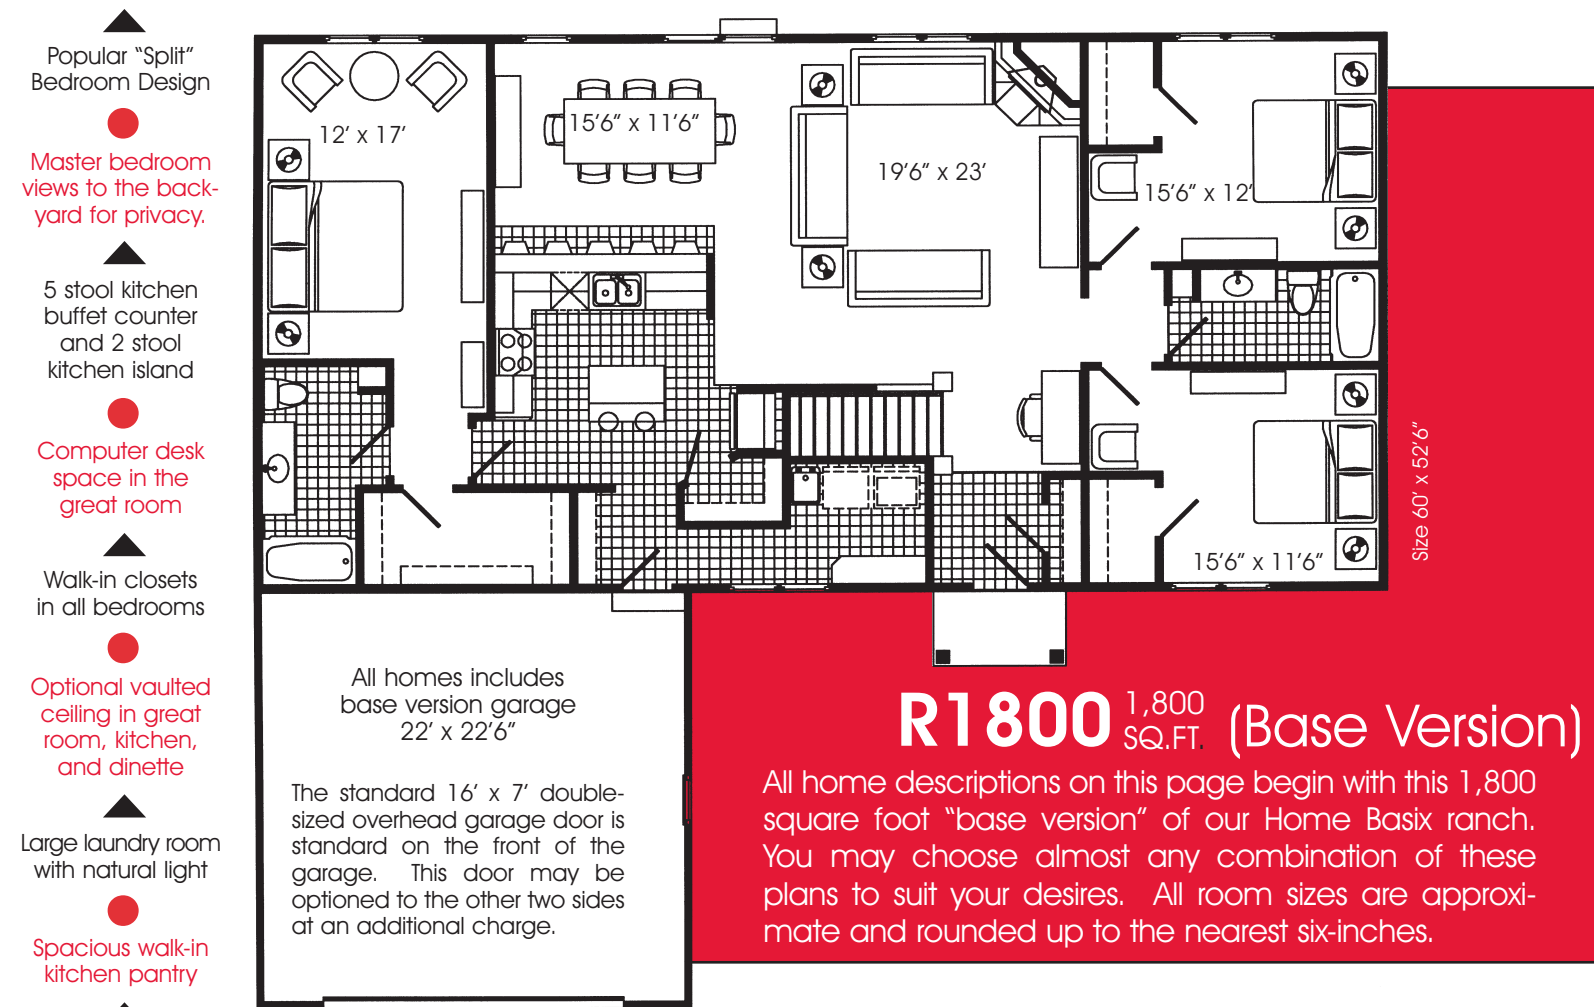 Popular “Split”
Bedroom Design
Master bedroom
views to the back-
yard for privacy.
5 stool kitchen
buffet counter
and 2 stool
kitchen island
Computer desk
space in the
great room
Walk-in closets
in all bedrooms
Optional vaulted
ceiling in great
room, kitchen,
and dinette
Large laundry room
with natural light
Spacious walk-in
kitchen pantry
12’ x 17’
15’6” x 11’6”
19’6” x 23’
15’6” x 12’
15’6” x 11’6”
Size 60’ x 52’6”
All homes includes
base version garage
22’ x 22’6”
The standard 16’ x 7’ double-
sized overhead garage door is
standard on the front of the
garage. This door may be
optioned to the other two sides
at an additional charge.
R1800 1,800 SQ.FT. (Base Version)
All home descriptions on this page begin with this 1,800
square foot “base version” of our Home Basix ranch.
You may choose almost any combination of these
plans to suit your desires. All room sizes are approxi-
mate and rounded up to the nearest six-inches.